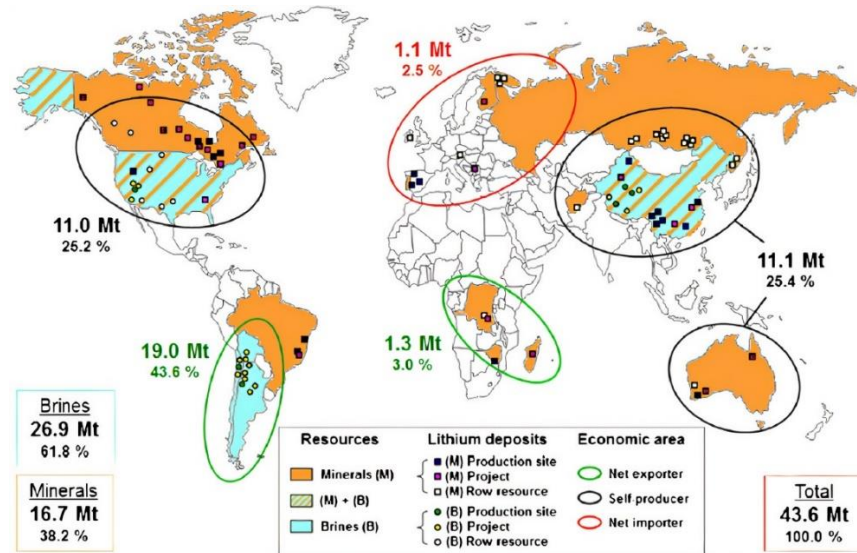 1.1 Mt
2.5 %
11.0 Mt
25.2 %
11.1 Mt
25.4 %
19.0 Mt
43.6 %
1.3 Mt
3.0 %
Brines
26.9 Mt
61.8 %
Minerals
16.7 Mt
38.2 %
Resources
Minerals (M)
(M) + (B)
Brines (B)
Lithium deposits
(M) Production site
(M) Project
(M) Row resource
(B) Production site
(B) Project
(B) Row resource
Economic area
Net exporter
Self-producer
Net importer
Total
43.6 Mt
100.0 %